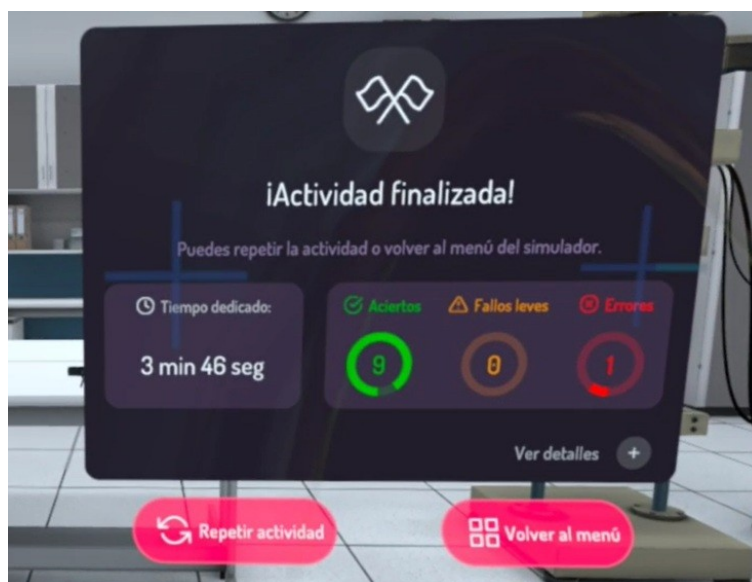 ¡Actividad finalizada!
Puedes repetir la actividad o volver al menú del simulador.
Tiempo dedicado:
3 min 46 seg
Aciertos
Fallos leves
Errores
9
0
1
Ver detalles +
Repetir actividad
Volver al menú